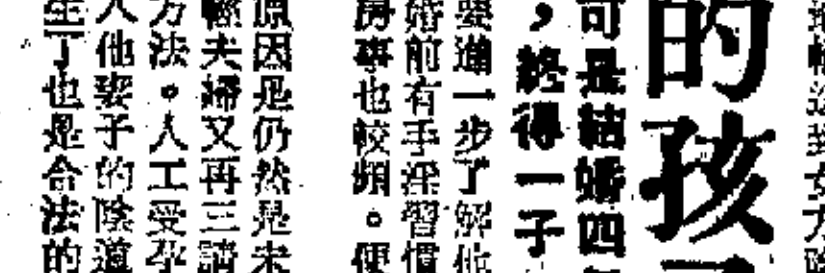 的孩
可是結婚四
，終得一子
要進一步了解他
婚前有手淫習慣
房事也較頻。便
原因是仍然是未
極夫婦又再三請
方法。人工受孕
人他妻子的陰道
生了也是合法的